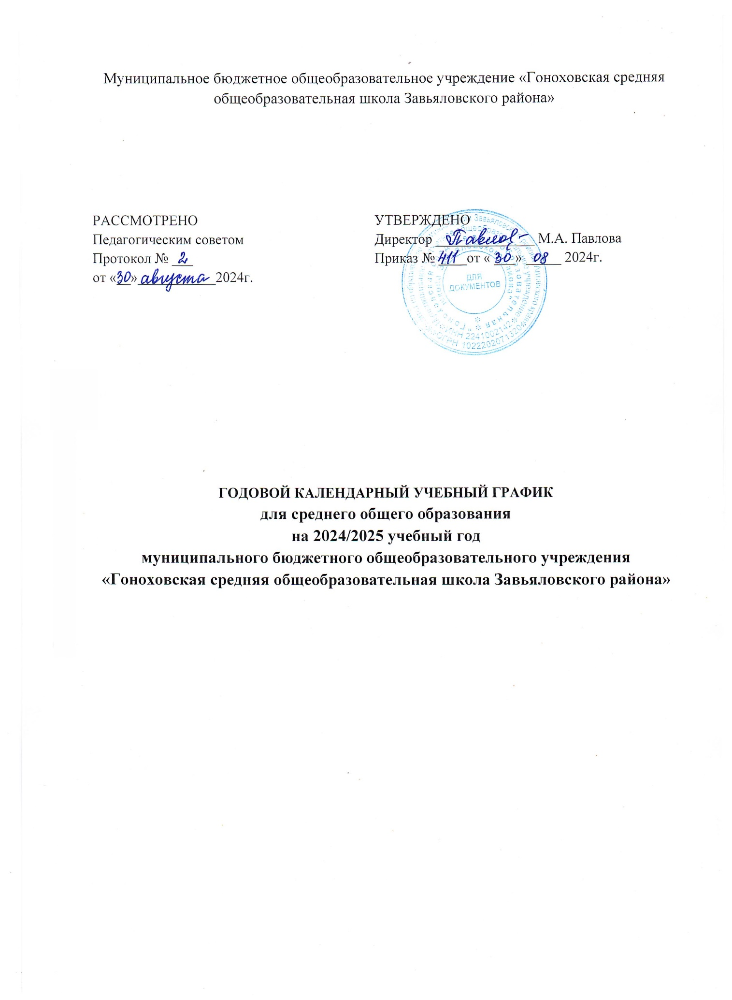 Муниципальное бюджетное общеобразовательное учреждение «Гоноховская средняя
общеобразовательная школа Завьяловского района»
РАССМОТРЕНО
Педагогическим советом
Протокол № 2
от «30» августа 2024г.
УТВЕРЖДЕНО
Директор Павлов М.А. Павлова
Приказ № 411 от « 30 » 08 2024г.
ДЛЯ
ДОКУМЕНТОВ
ИНН 2241002142
ОГРН 1022202071320
ГОДОВОЙ КАЛЕНДАРНЫЙ УЧЕБНЫЙ ГРАФИК
для среднего общего образования
на 2024/2025 учебный год
муниципального бюджетного общеобразовательного учреждения
«Гоноховская средняя общеобразовательная школа Завьяловского района»